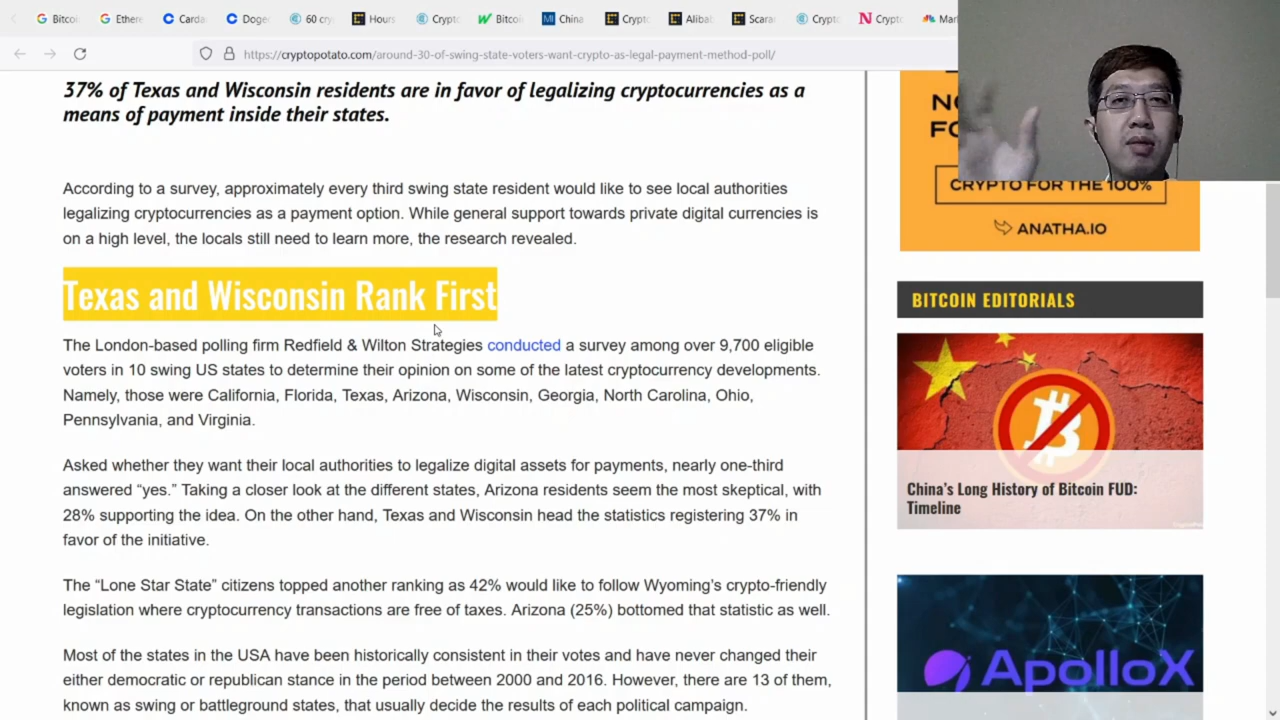 Bitcoi
Ethere
Carda
Doge
60 cry
Hours
Crypto
Bitcoi
China
Crypto
Alibab
Scara
Crypto
Crypto
Mar
https://cryptopotato.com/around-30-of-swing-state-voters-want-crypto-as-legal-payment-method-poll/
37% of Texas and Wisconsin residents are in favor of legalizing cryptocurrencies as a
means of payment inside their states.
According to a survey, approximately every third swing state resident would like to see local authorities
legalizing cryptocurrencies as a payment option. While general support towards private digital currencies is
on a high level, the locals still need to learn more, the research revealed.
Texas and Wisconsin Rank First
The London-based polling firm Redfield & Wilton Strategies conducted a survey among over 9,700 eligible
voters in 10 swing US states to determine their opinion on some of the latest cryptocurrency developments.
Namely, those were California, Florida, Texas, Arizona, Wisconsin, Georgia, North Carolina, Ohio,
Pennsylvania, and Virginia.
Asked whether they want their local authorities to legalize digital assets for payments, nearly one-third
answered “yes.” Taking a closer look at the different states, Arizona residents seem the most skeptical, with
28% supporting the idea. On the other hand, Texas and Wisconsin head the statistics registering 37% in
favor of the initiative.
The “Lone Star State” citizens topped another ranking as 42% would like to follow Wyoming’s crypto-friendly
legislation where cryptocurrency transactions are free of taxes. Arizona (25%) bottomed that statistic as well.
Most of the states in the USA have been historically consistent in their votes and have never changed their
either democratic or republican stance in the period between 2000 and 2016. However, there are 13 of them,
known as swing or battleground states, that usually decide the results of each political campaign.
NO
FO
CRYPTO FOR THE 100%
ANATHA.IO
BITCOIN EDITORIALS
China’s Long History of Bitcoin FUD:
Timeline
ApolloX